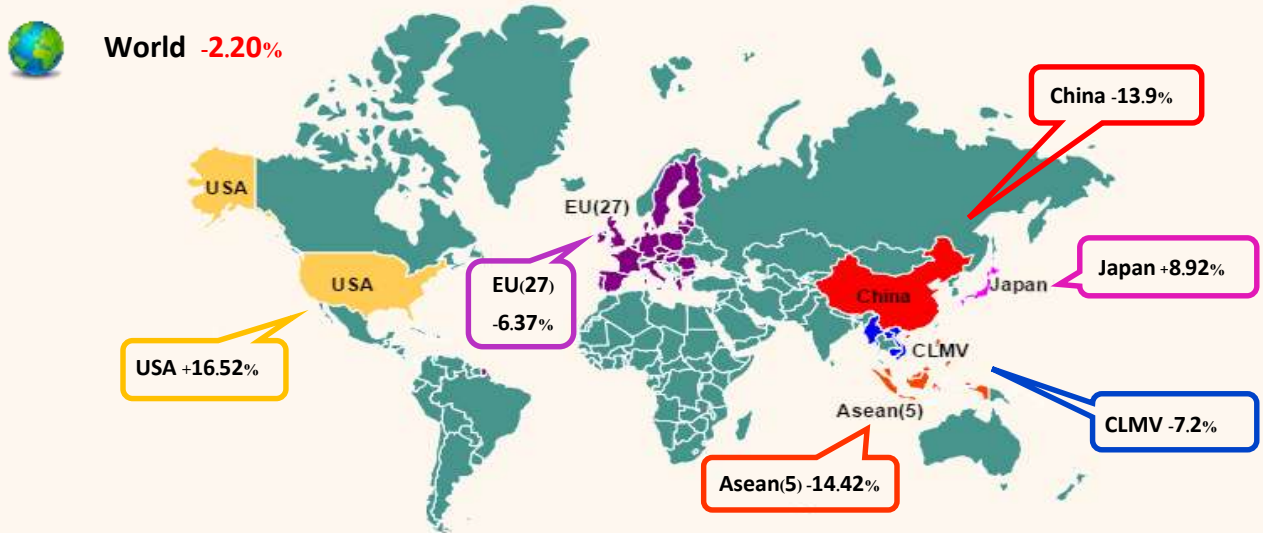 World -2.20%
China -13.9%
USA
EU(27)
USA
EU(27)
-6.37%
China
Japan
Japan +8.92%
CLMV
USA +16.52%
Asean(5)
CLMV -7.2%
Asean(5) -14.42%